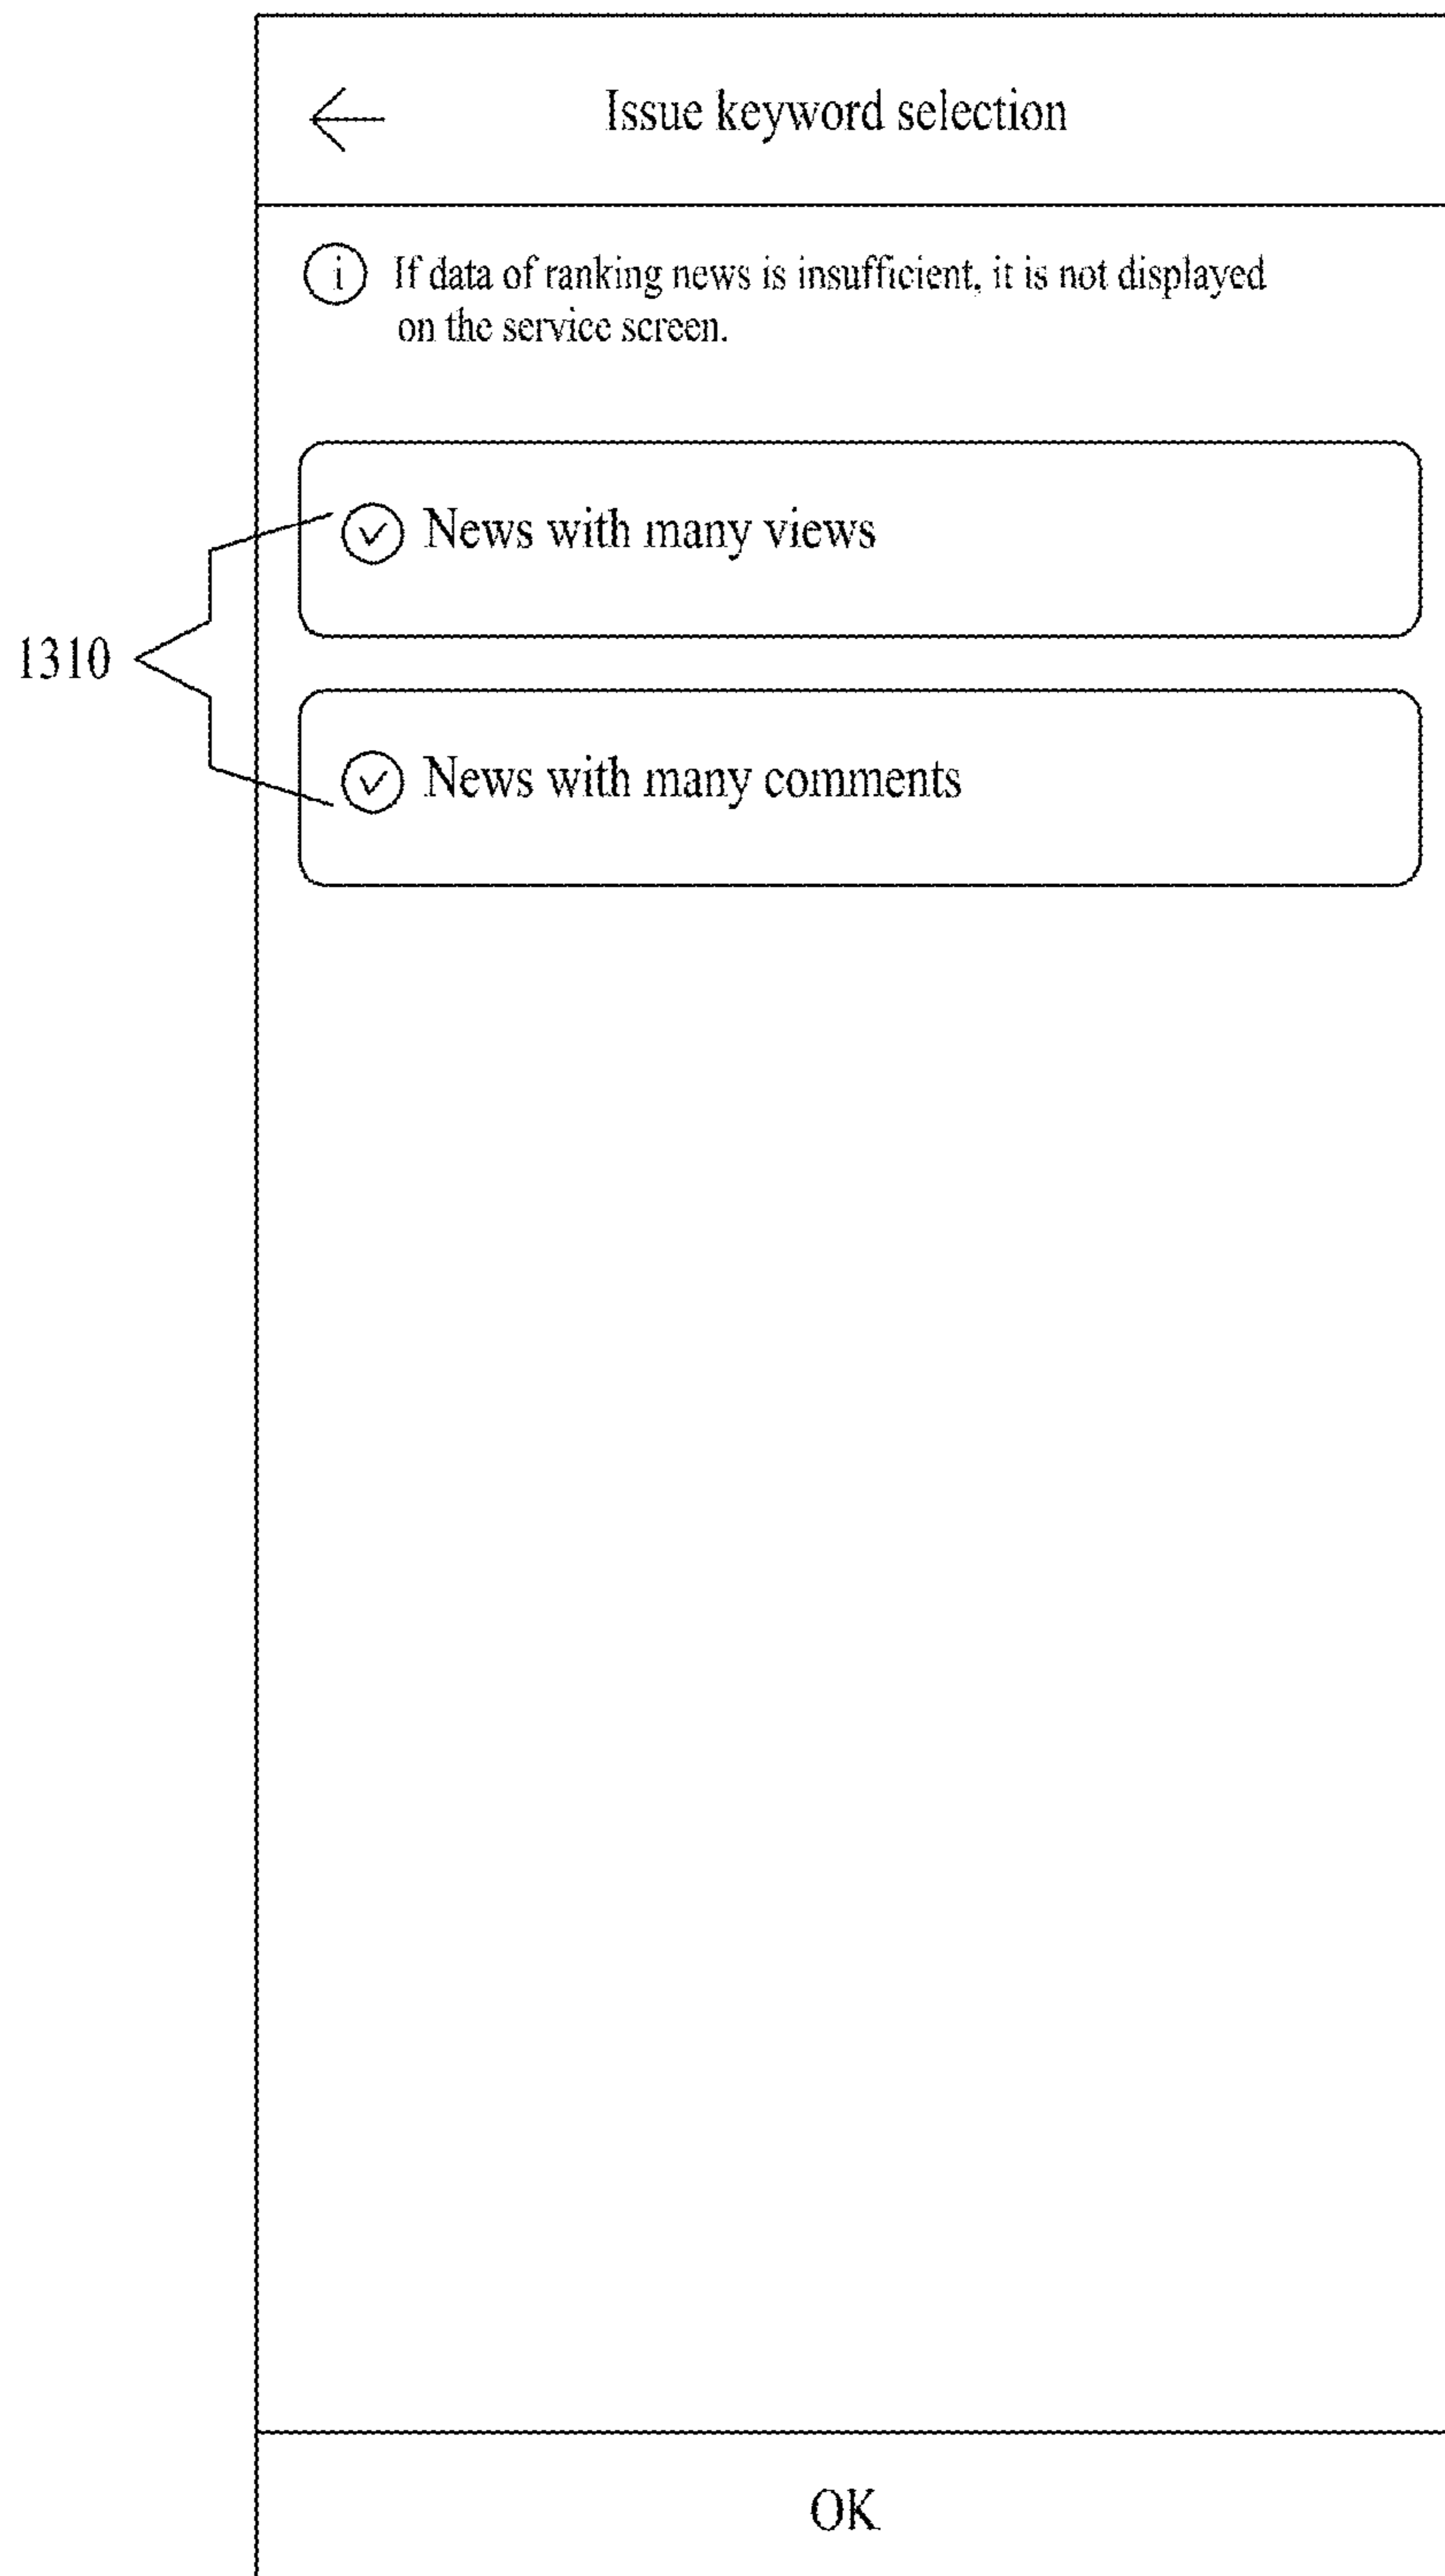 Issue keyword selection
i If data of ranking news is insufficient, it is not displayed
on the service screen.
News with many views
1310
News with many comments
OK